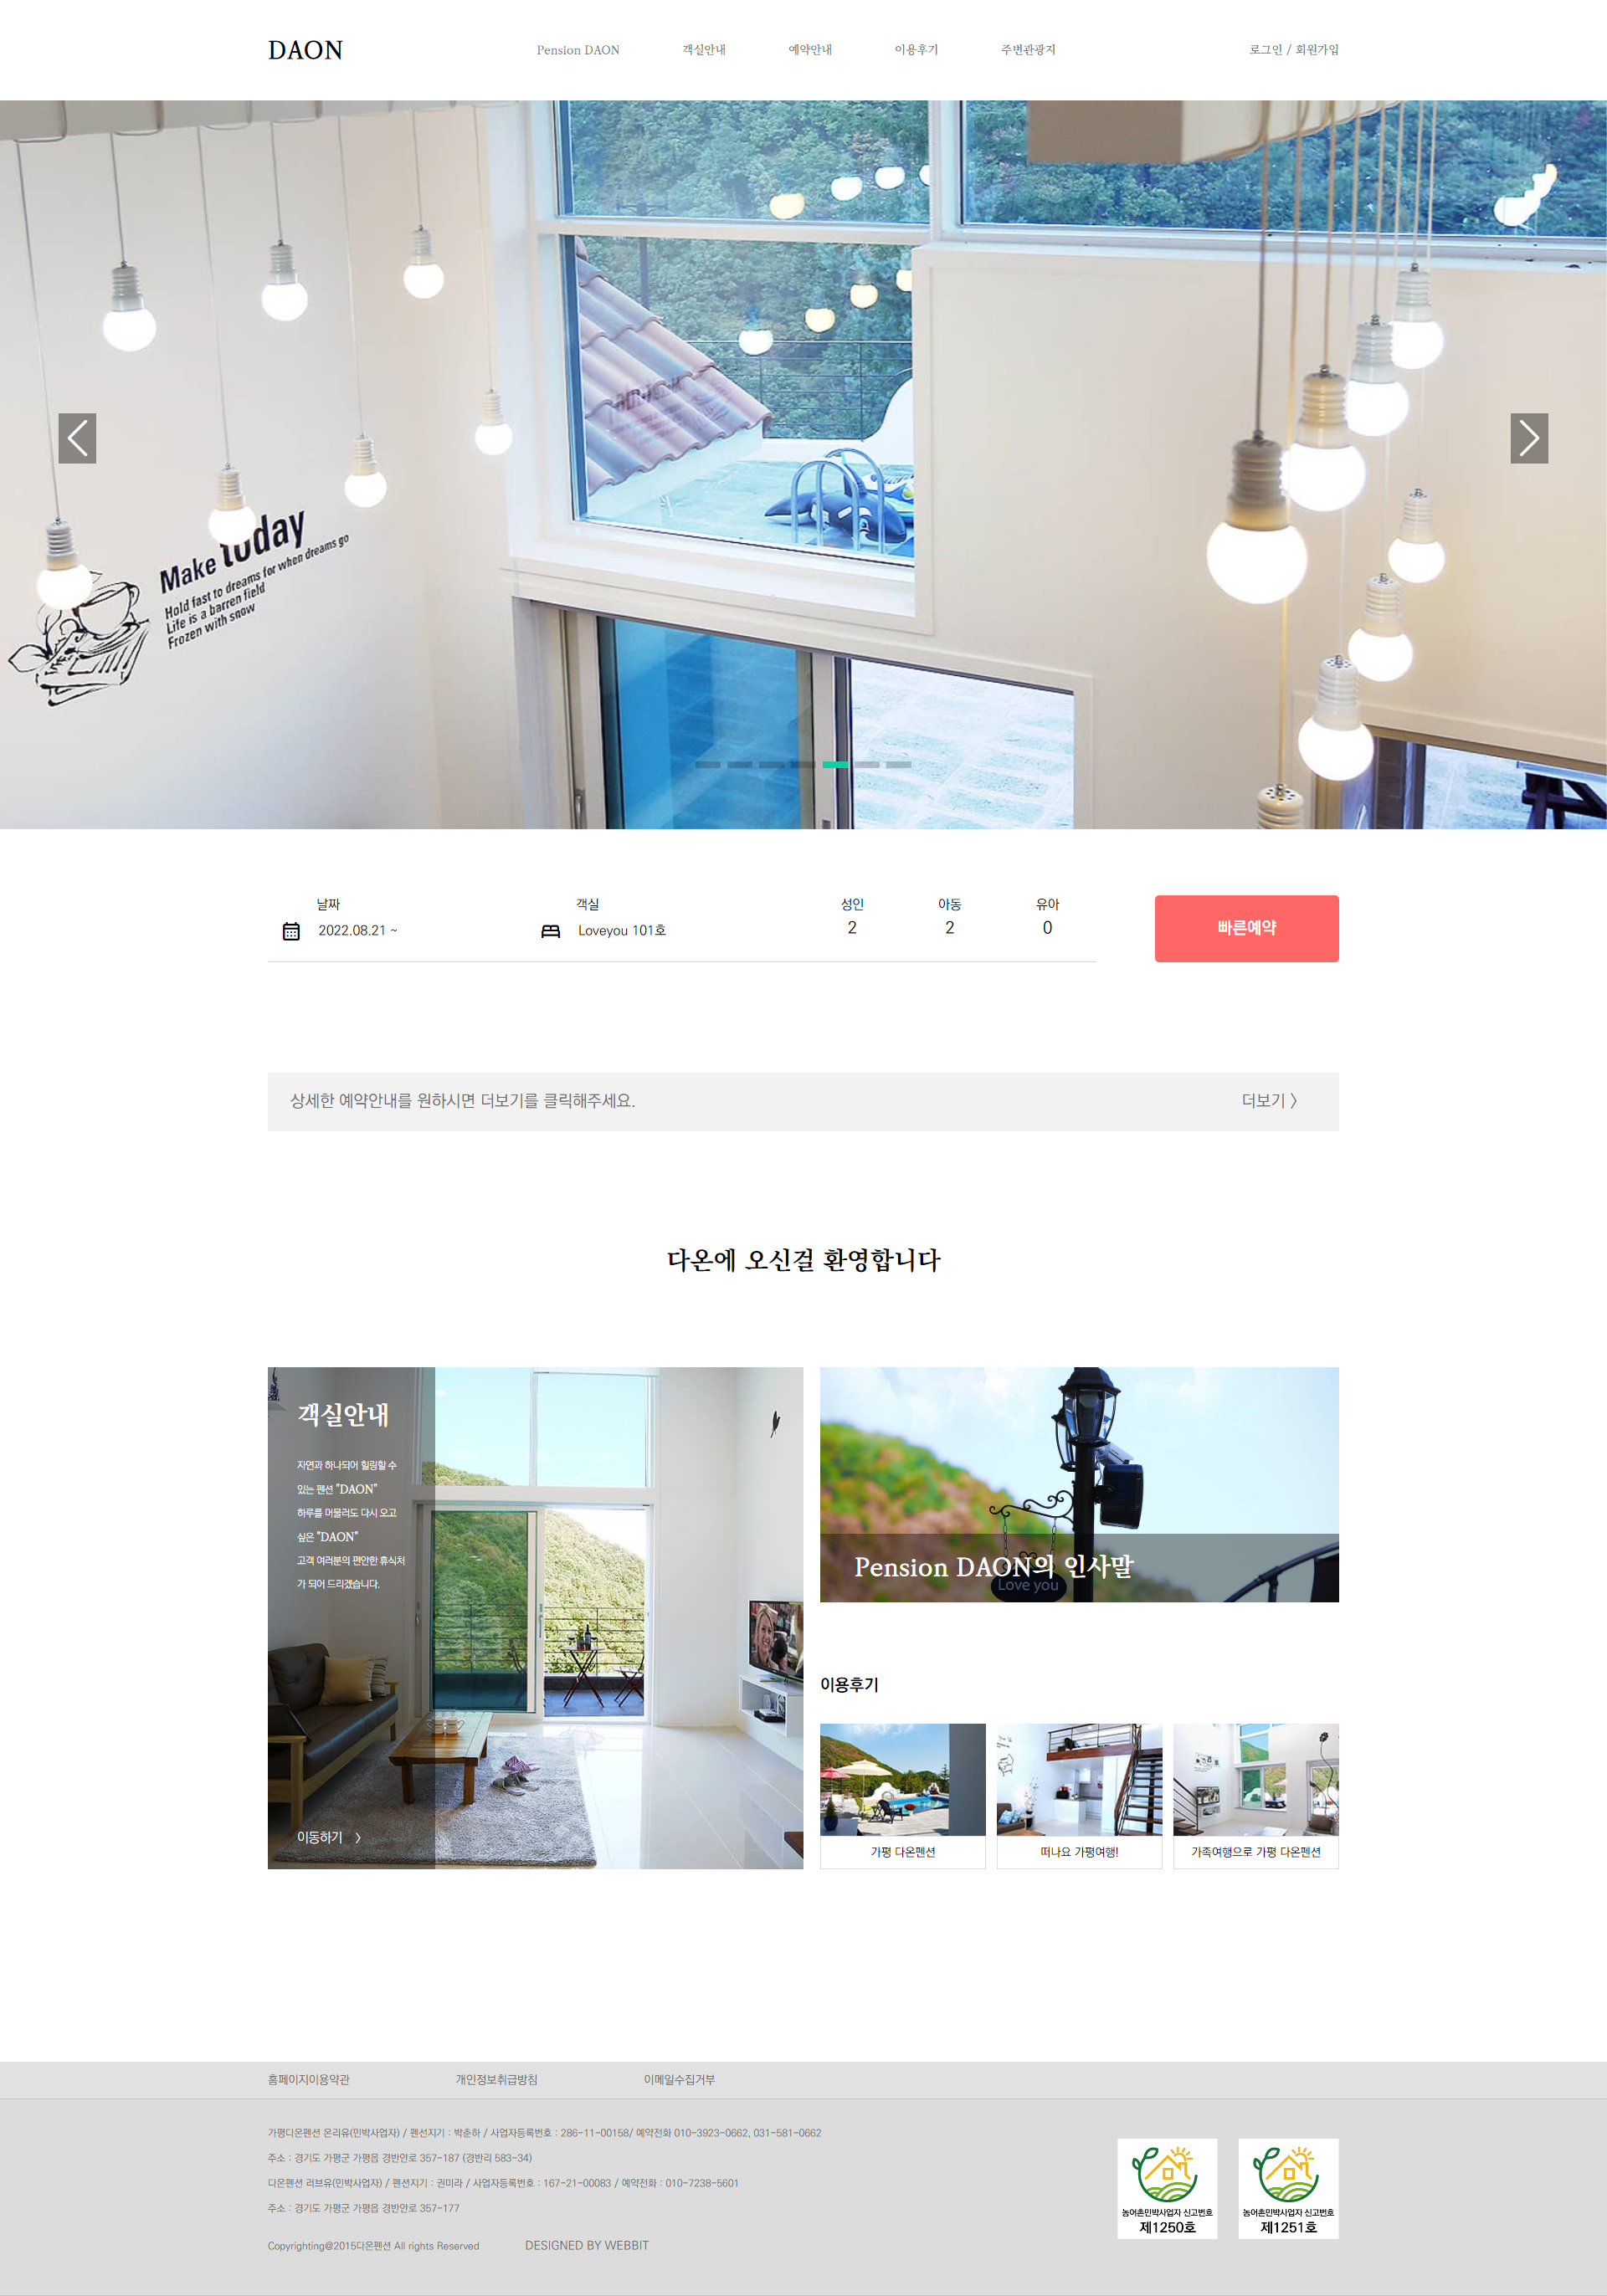 DAON
Pension DAON
객실안내
예약안내
이용후기
주변관광지
로그인 / 회원가입
Make today
Hold fast to dreams for when dreams go
Life is a barren field
Frozen with snow
날짜
2022.08.21 ~
객실
Loveyou 101호
성인
2
아동
2
유아
0
빠른예약
상세한 예약안내를 원하시면 더보기를 클릭해주세요.
더보기 〉
다온에 오신걸 환영합니다
객실안내
자연과 하나되어 힐링할 수
있는 펜션 "DAON"
하루를 머물러도 다시 오고
싶은 "DAON"
고객 여러분의 편안한 휴식처
가 되어 드리겠습니다.
이동하기 〉
Pension DAON의 인사말
Love you
이용후기
가평 다온펜션
떠나요 가평여행!
가족여행으로 가평 다온펜션
홈페이지이용약관
개인정보취급방침
이메일수집거부
가평다온펜션 온리유(민박사업자) / 펜션지기 : 박춘하 / 사업자등록번호 : 286-11-00158/ 예약전화 010-3923-0662, 031-581-0662
주소 : 경기도 가평군 가평읍 경반안로 357-187 (경반리 583-34)
다온펜션 러브유(민박사업자) / 펜션지기 : 권미라 / 사업자등록번호 : 167-21-00083 / 예약전화 : 010-7238-5601
주소 : 경기도 가평군 가평읍 경반안로 357-177
Copyrighting@2015다온펜션 All rights Reserved
DESIGNED BY WEBBIT
농어촌민박사업자 신고번호
제1250호
농어촌민박사업자 신고번호
제1251호